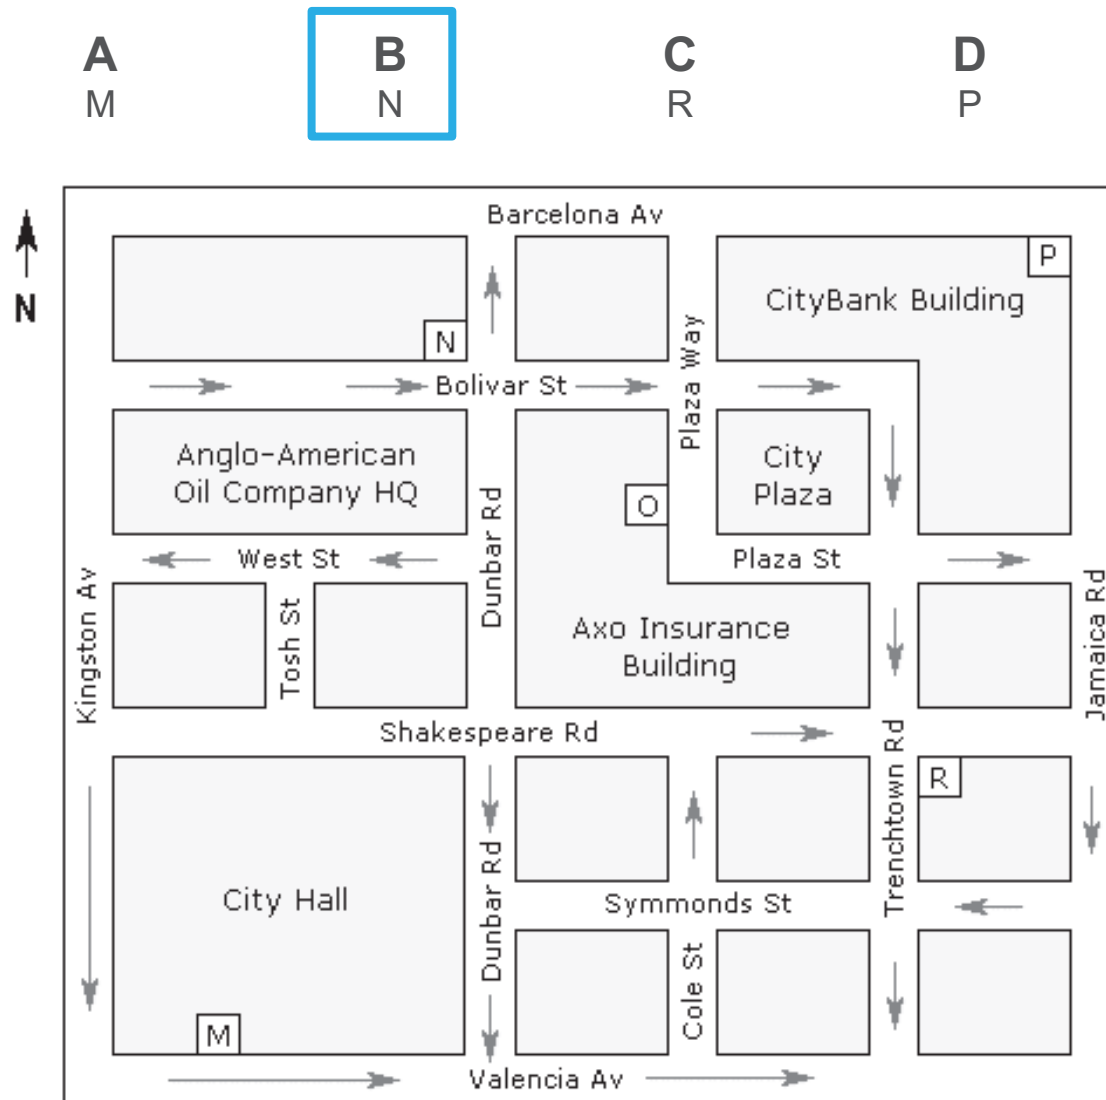 A B C D
M N R P
Barcelona Av
N
P
CityBank Building
N
Plaza Way
Bolivar St
Anglo-American
Oil Company HQ
City
Plaza
O
Dunbar Rd
West St
Plaza St
Kingston Av
Tosh St
Axo Insurance
Building
Jamaica Rd
Shakespeare Rd
Trenchtown Rd
R
City Hall
Dunbar Rd
Symmonds St
Cole St
M
Valencia Av